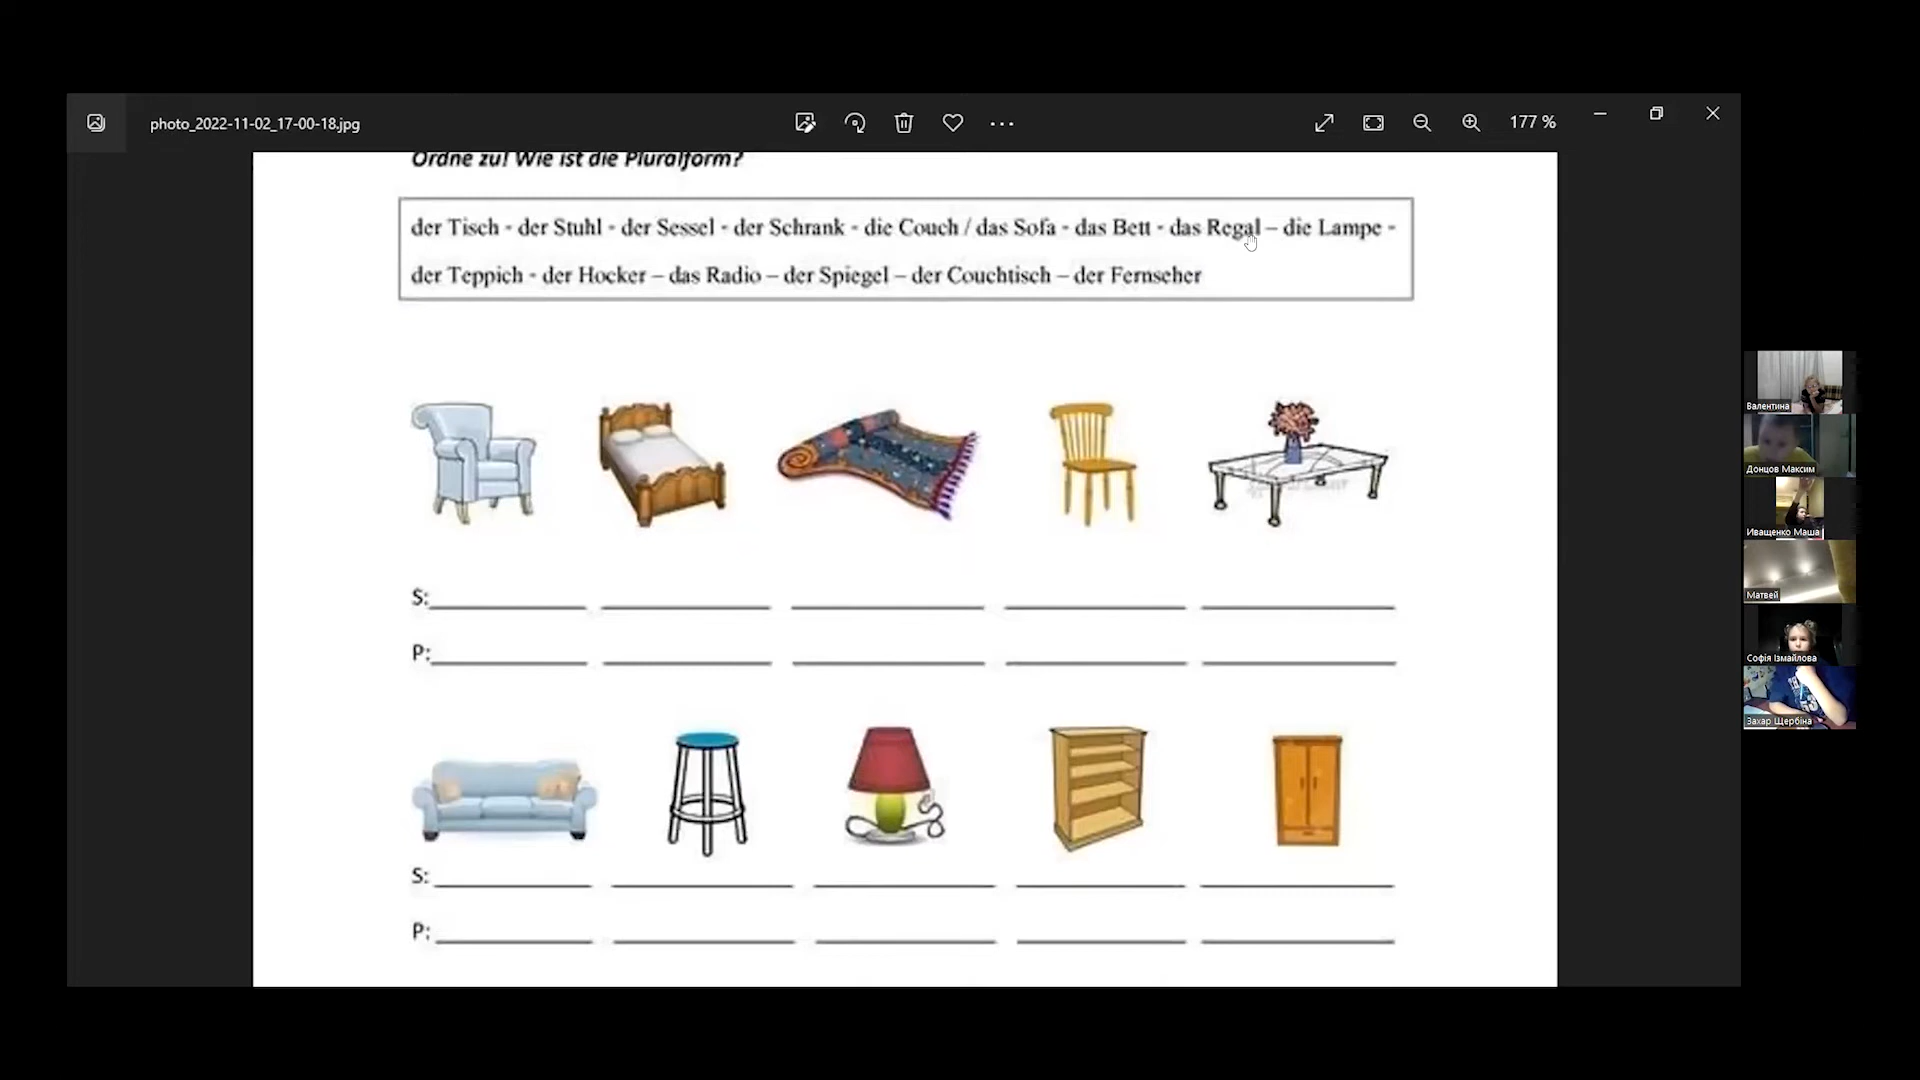 photo_2022-11-02_17-00-18.jpg
177 %
Ordne zu! Wie ist die Pluralform?
der Tisch - der Stuhl - der Sessel - der Schrank - die Couch / das Sofa - das Bett - das Regal – die Lampe -
der Teppich - der Hocker – das Radio – der Spiegel – der Couchtisch – der Fernseher
S:
P:
S:
P:
Валентина
Донцов Максим
Иващенко Маша
Матвей
Софія Ізмайлова
Захар Щербіна